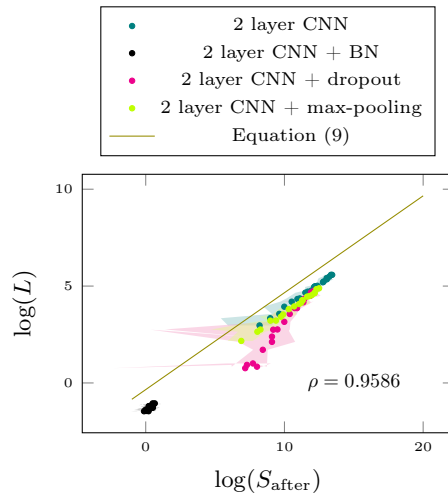 2 layer CNN
2 layer CNN + BN
2 layer CNN + dropout
2 layer CNN + max-pooling
Equation (9)
10
5
0
log(L)
ρ = 0.9586
0 10 20
log(S_after)